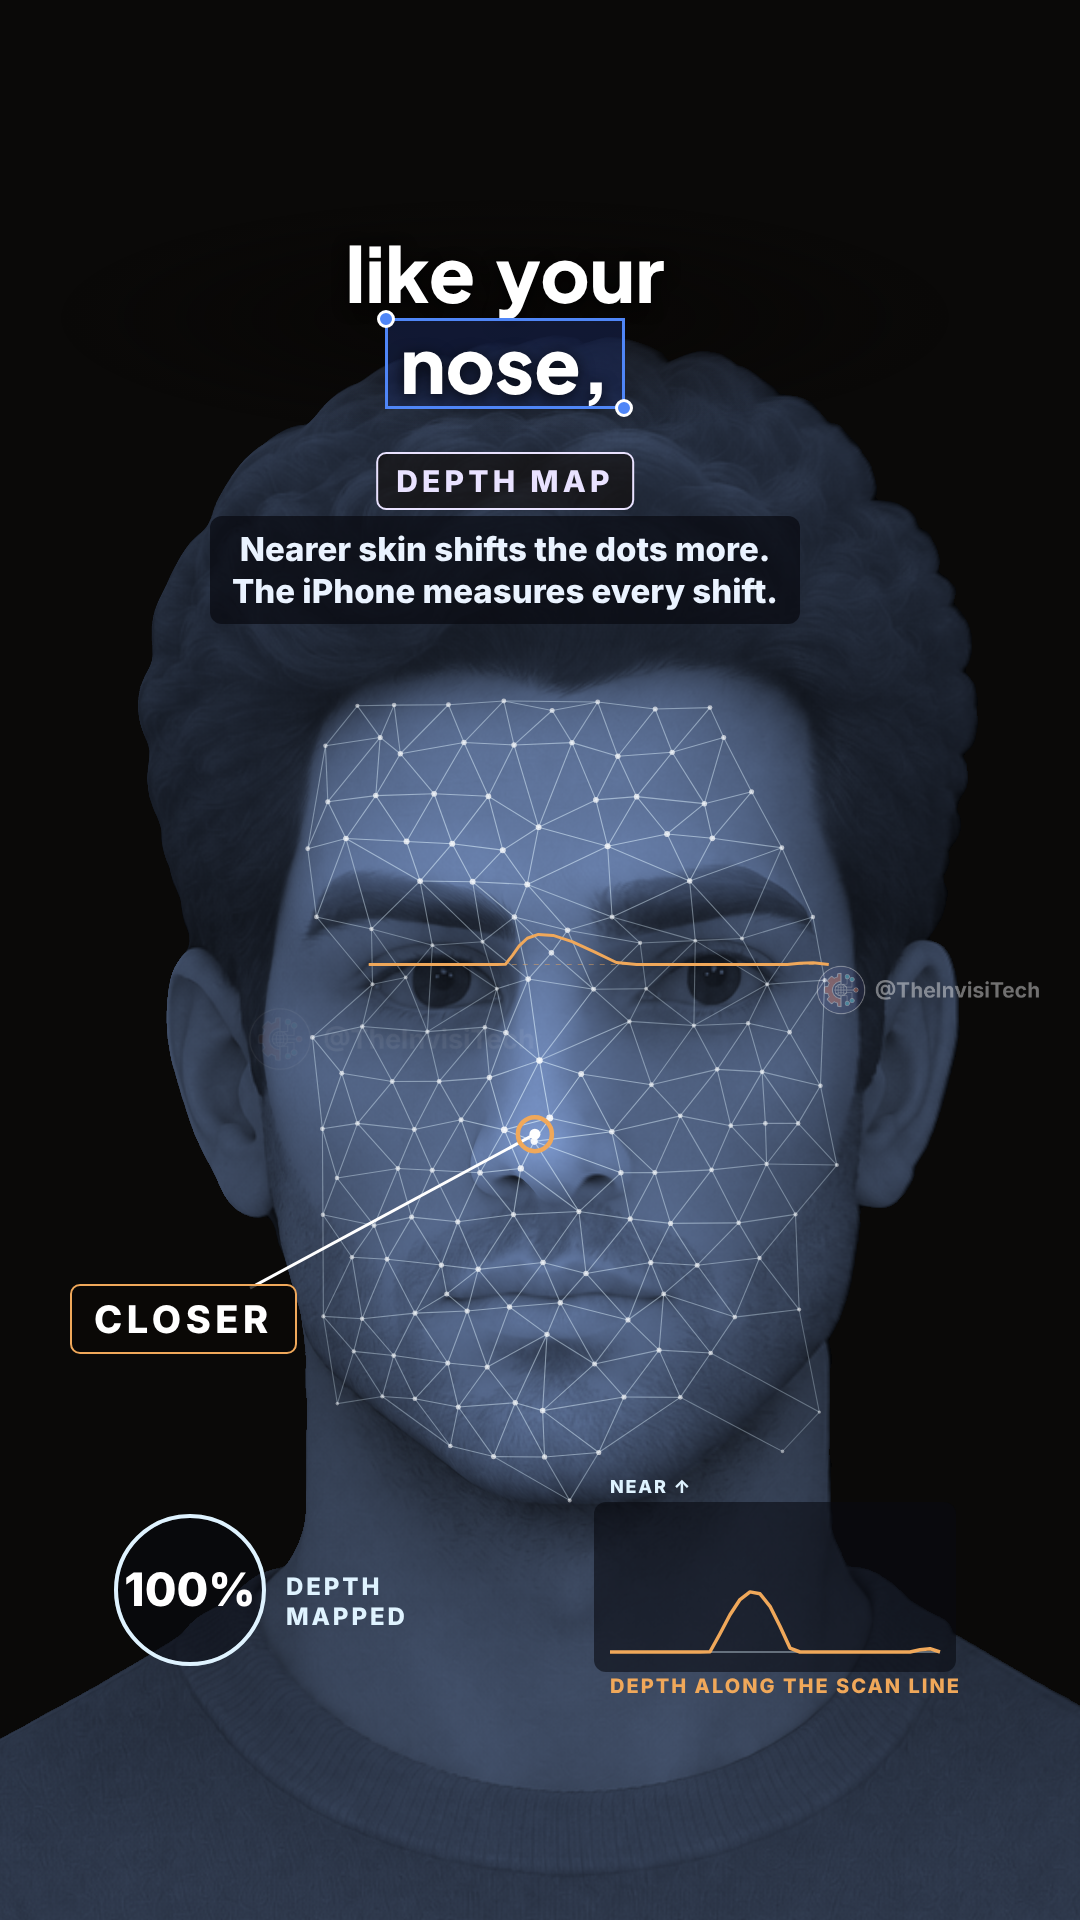 like your
nose,
DEPTH MAP
Nearer skin shifts the dots more.
The iPhone measures every shift.
@TheInvisiTech
@TheInvisiTech
CLOSER
NEAR ↑
100%
DEPTH
MAPPED
DEPTH ALONG THE SCAN LINE